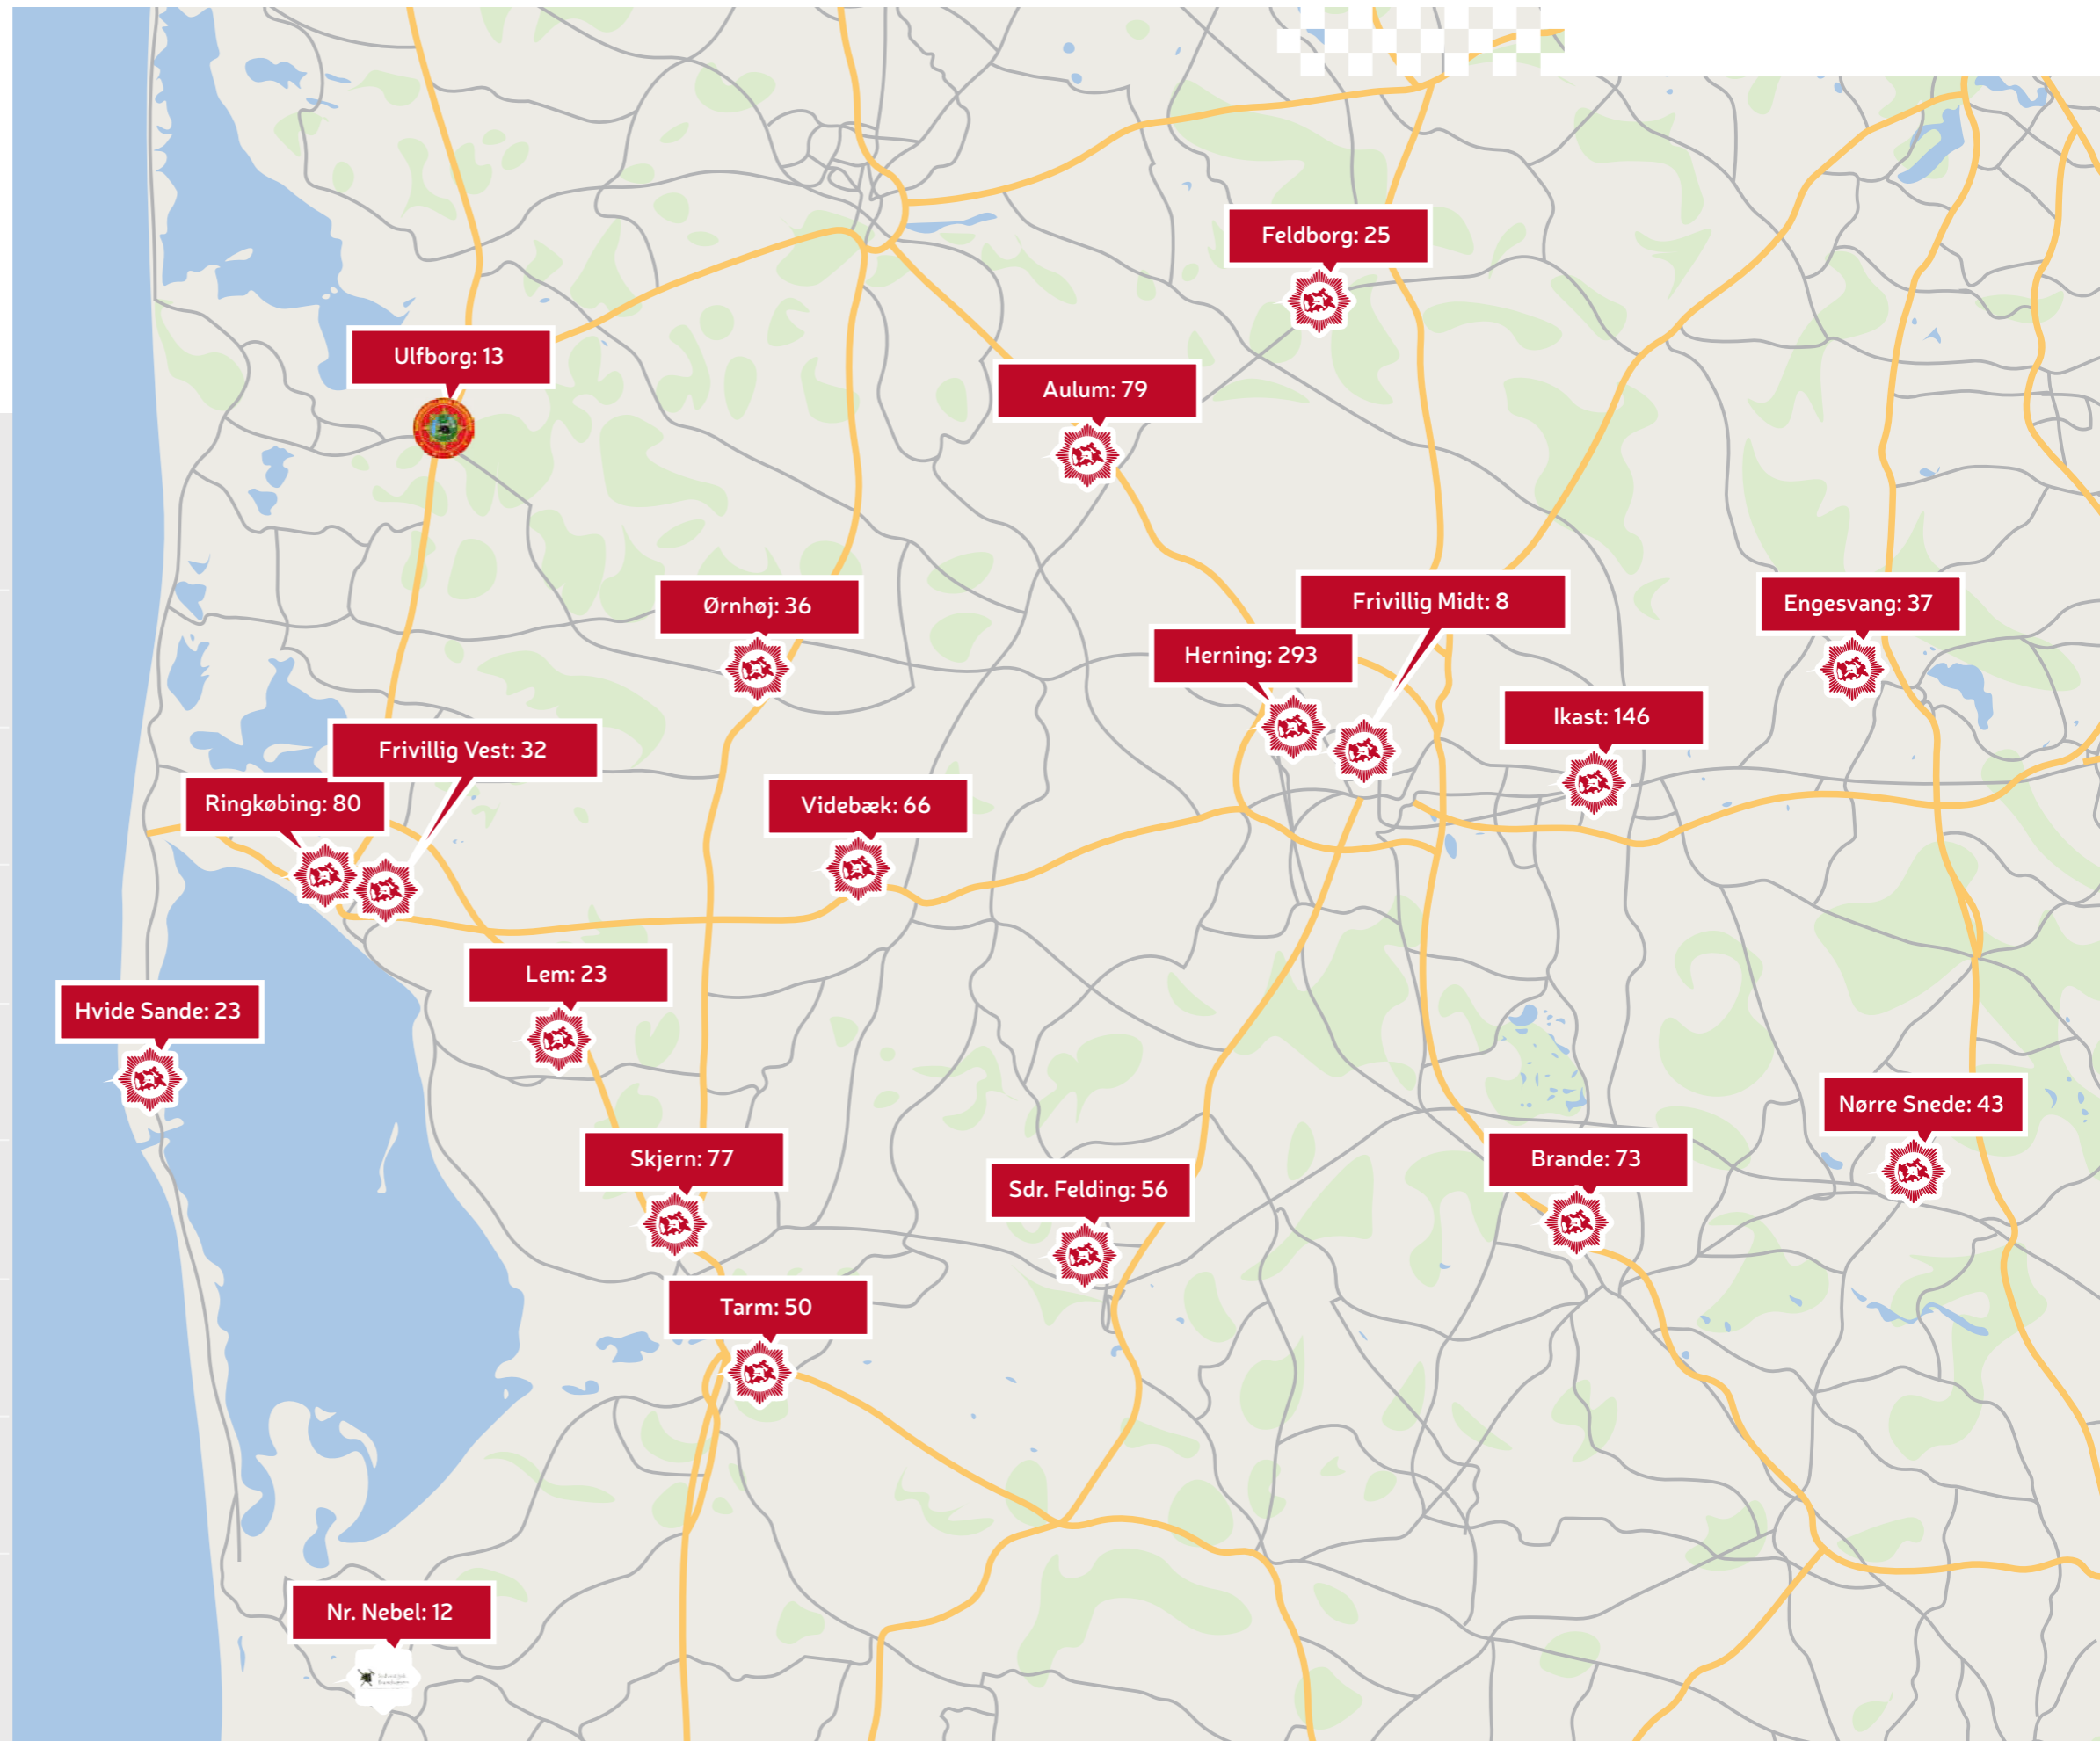 Feldborg: 25
Ulfborg: 13
Aulum: 79
Ørnhøj: 36
Frivillig Midt: 8
Engesvang: 37
Herning: 293
Ikast: 146
Frivillig Vest: 32
Ringkøbing: 80
Videbæk: 66
Lem: 23
Hvide Sande: 23
Nørre Snede: 43
Skjern: 77
Brande: 73
Sdr. Felding: 56
Tarm: 50
Nr. Nebel: 12